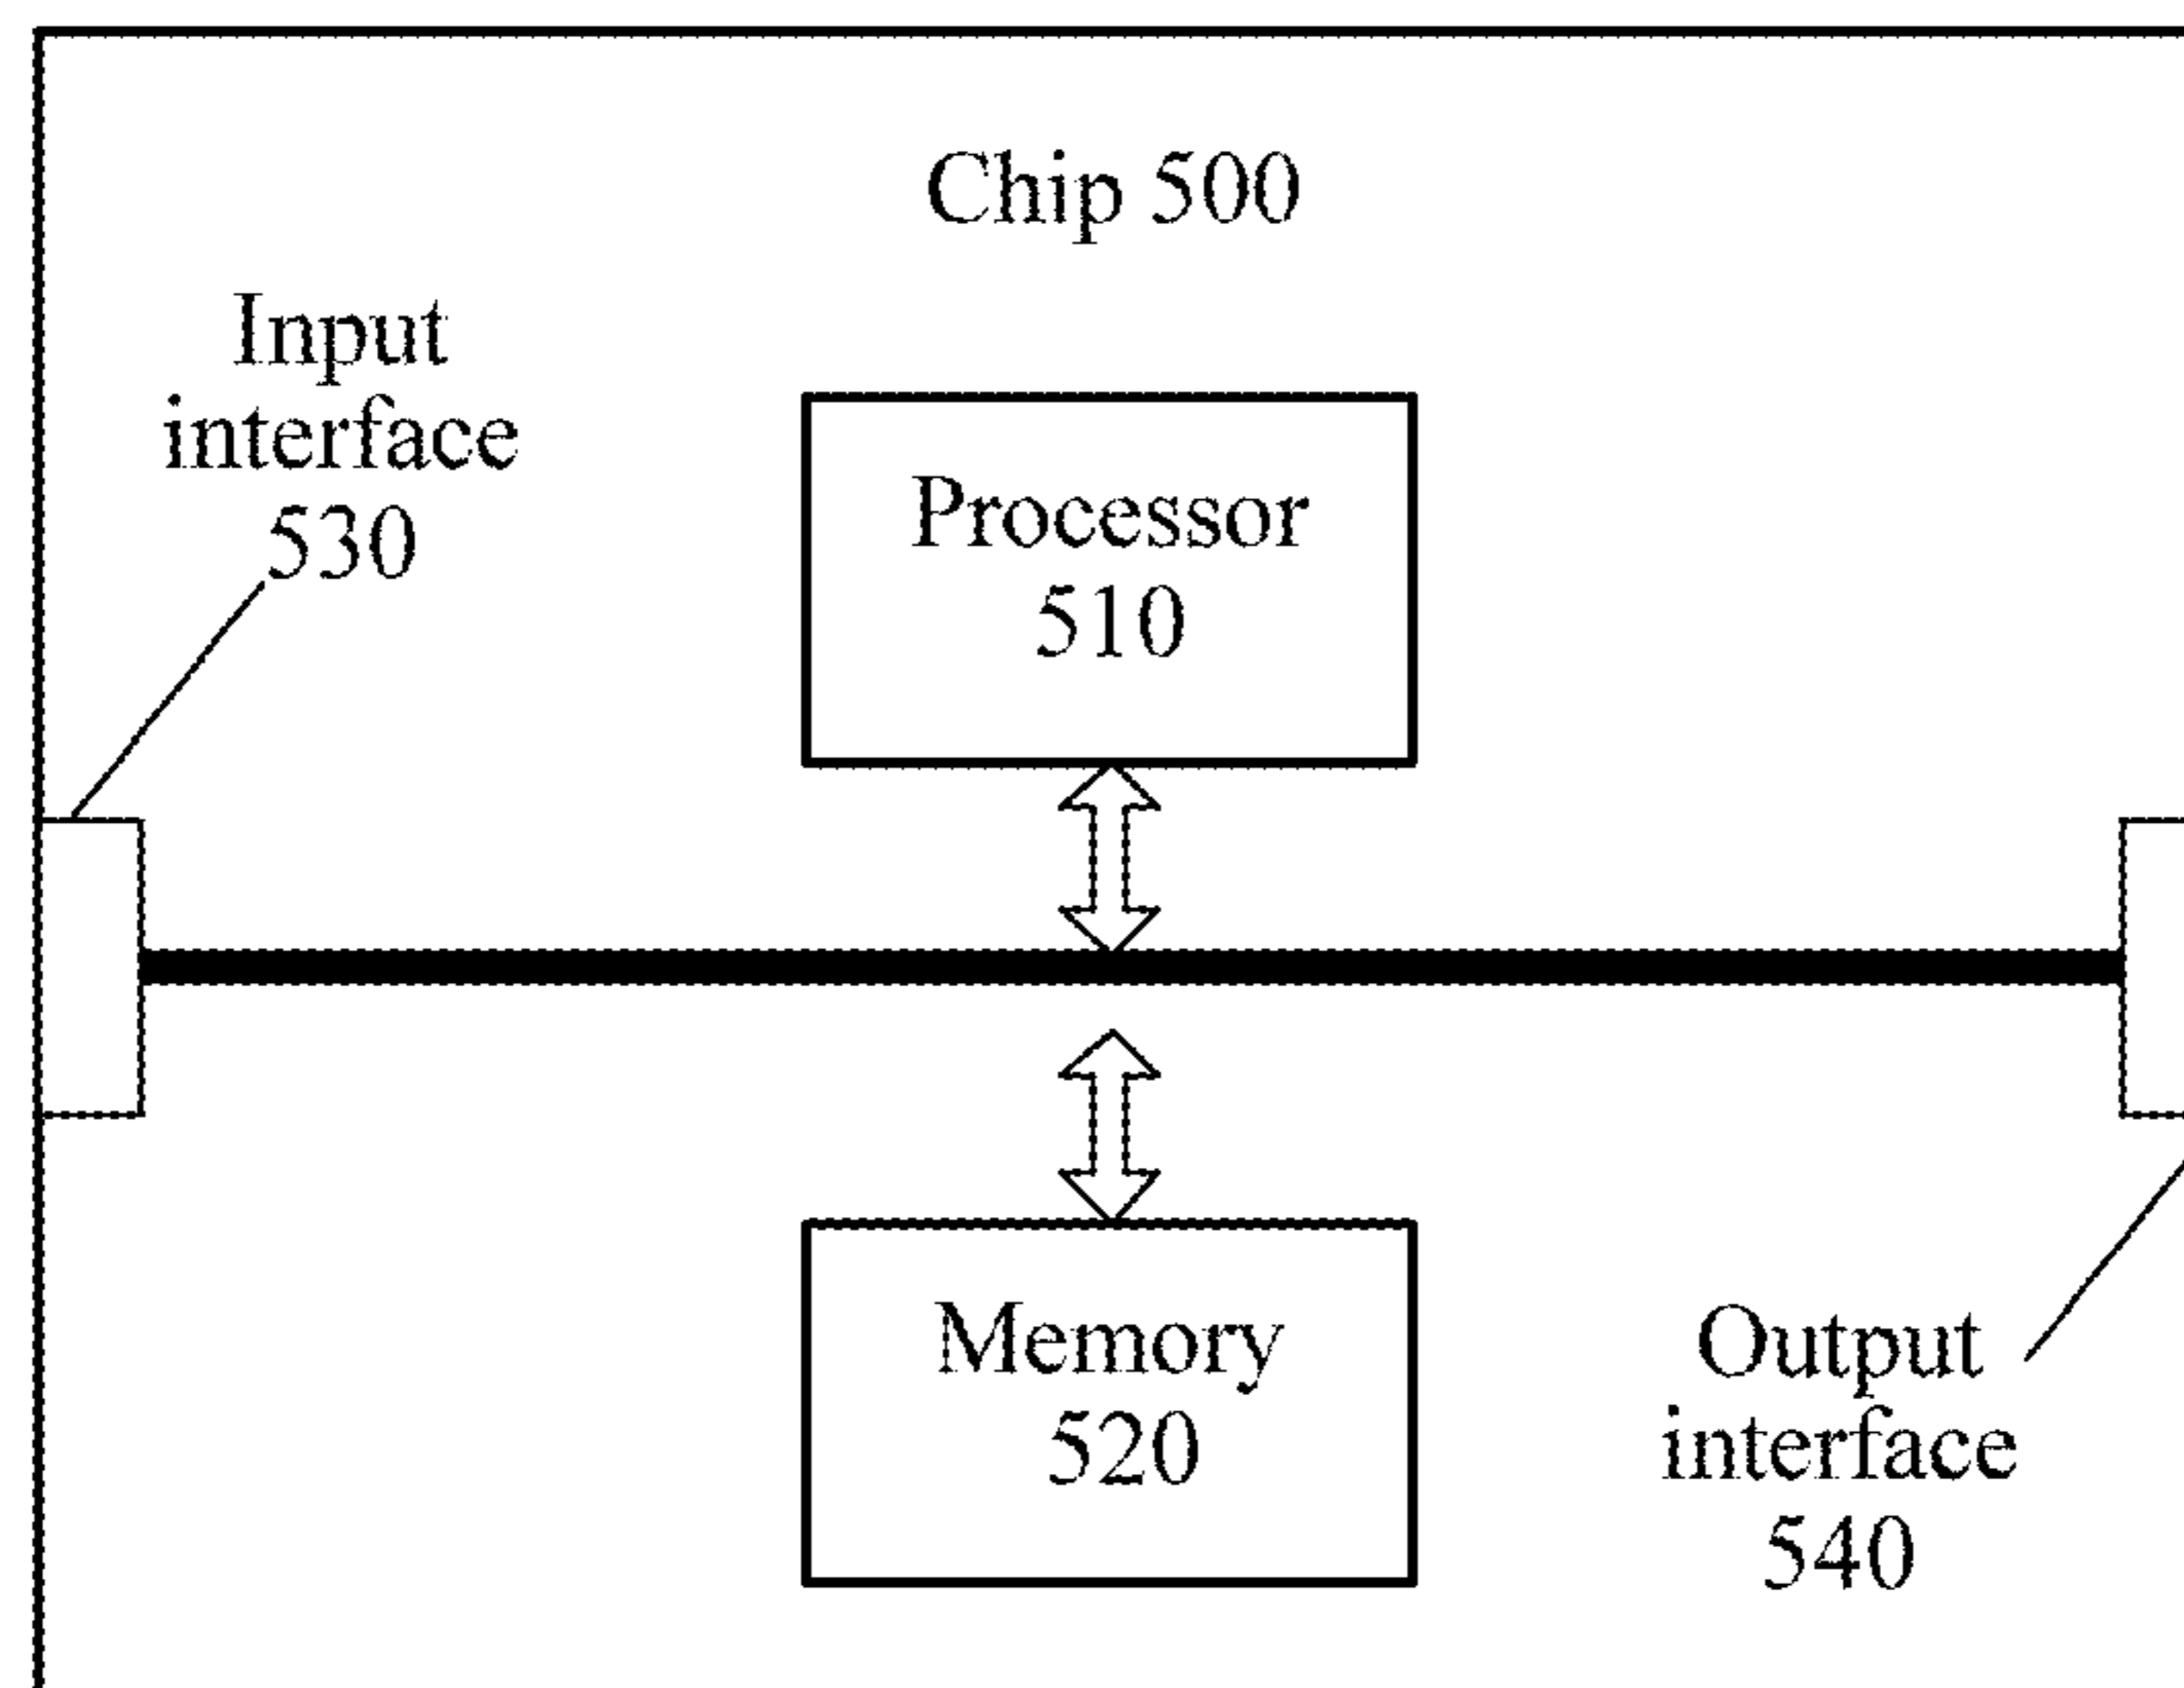 Chip 500
Input
interface
530
Processor
510
Memory
520
Output
interface
540